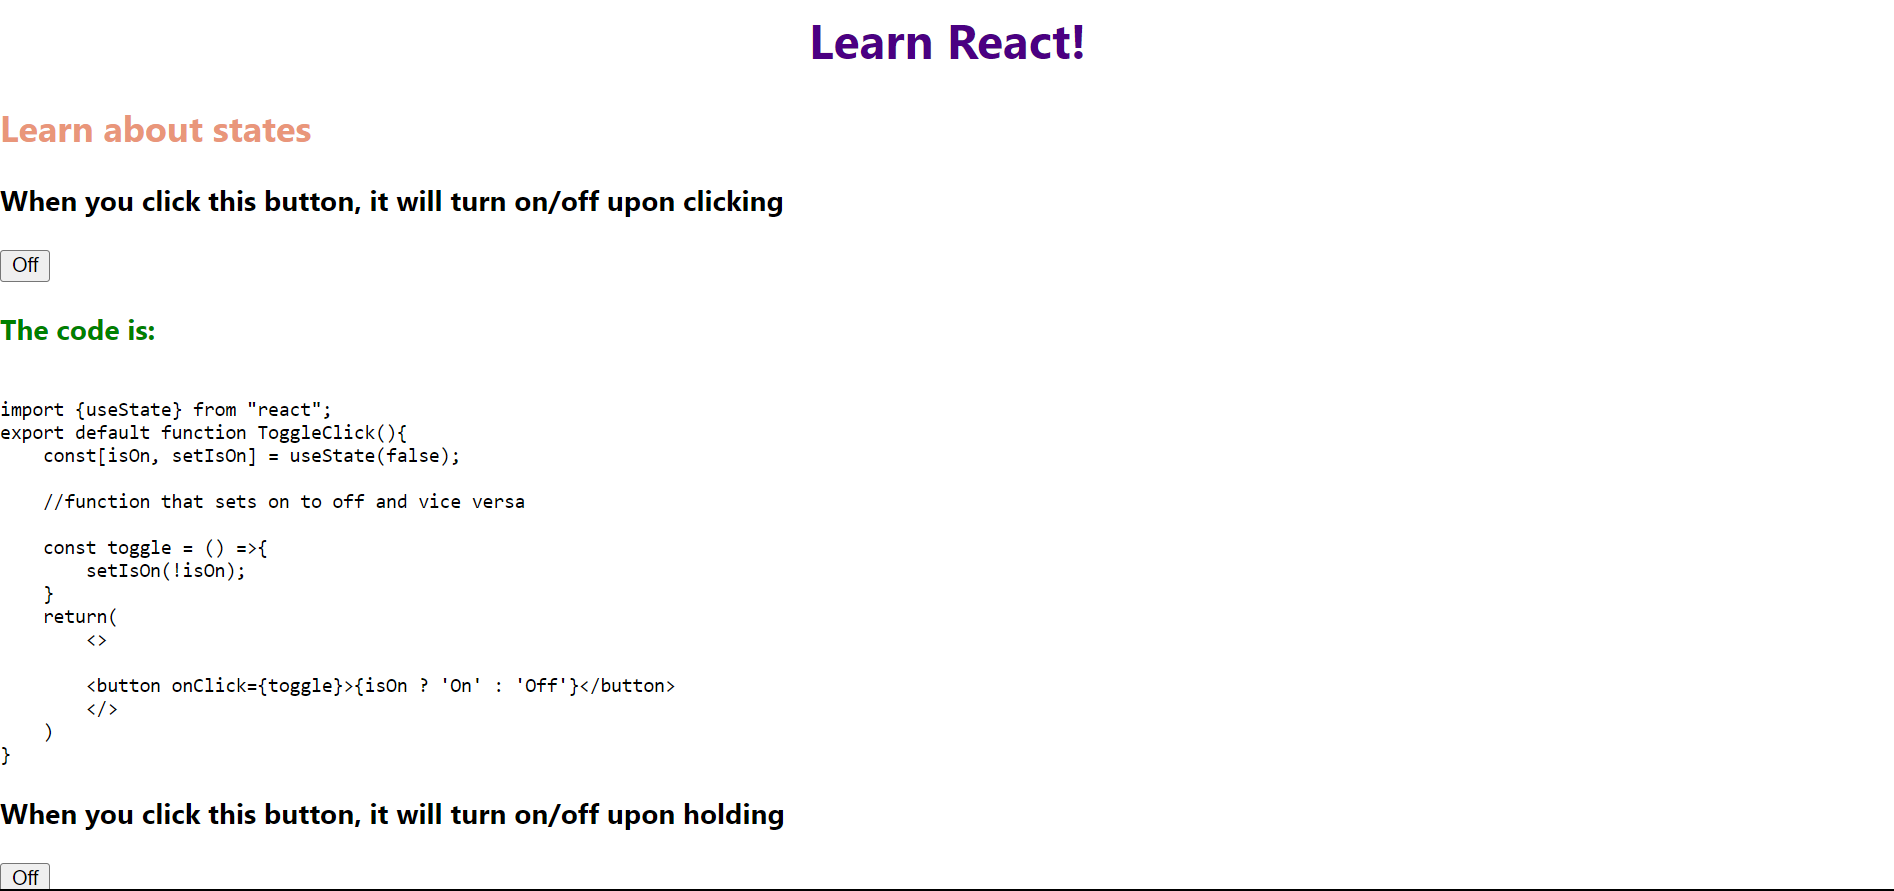 Learn React!
Learn about states
When you click this button, it will turn on/off upon clicking
Off
The code is:
import {useState} from "react";
export default function ToggleClick(){
    const[isOn, setIsOn] = useState(false);
    //function that sets on to off and vice versa
    const toggle = () =>{
        setIsOn(!isOn);
    }
    return(
        <>
        <button onClick={toggle}>{isOn ? 'On' : 'Off'}</button>
        </>
    )
}
When you click this button, it will turn on/off upon holding
Off